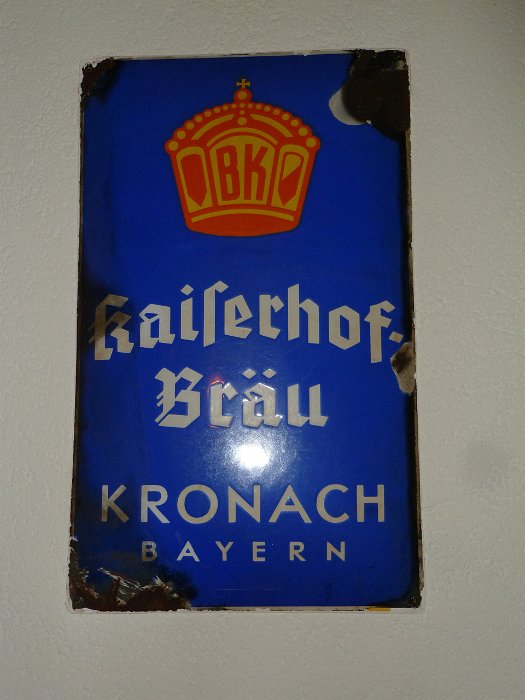 BK
Kaiſerhof-
Bräu
KRONACH
BAYERN